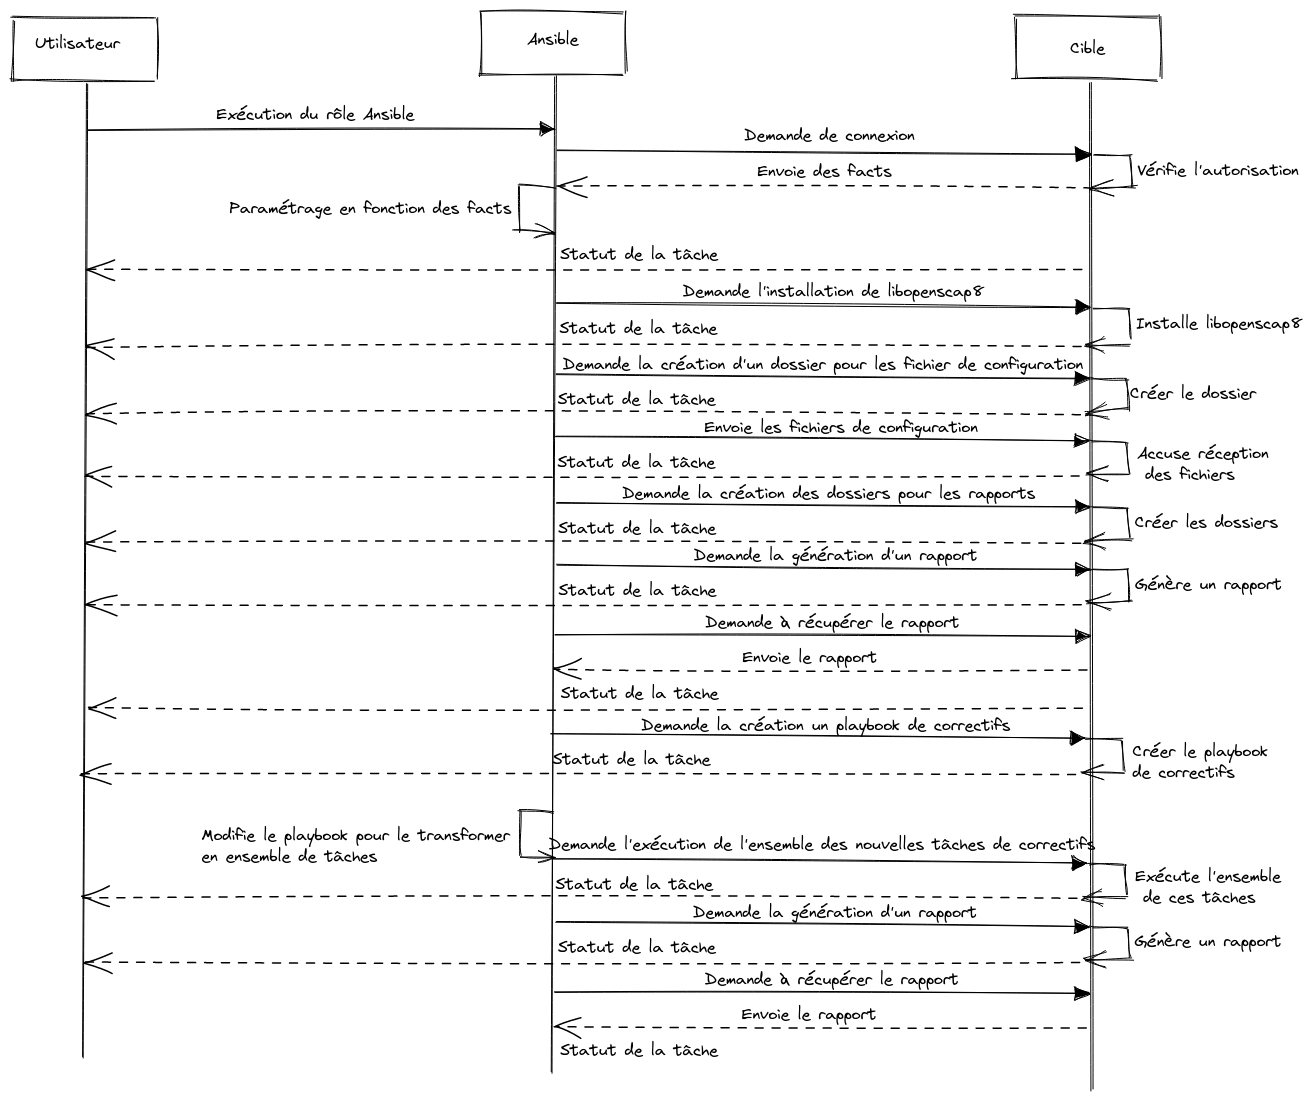 Utilisateur
Ansible
Cible
Exécution du rôle Ansible
Demande de connexion
Vérifie l'autorisation
Envoie des facts
Paramétrage en fonction des facts
Statut de la tâche
Demande l'installation de libopenscap8
Installe libopenscap8
Statut de la tâche
Demande la création d'un dossier pour les fichier de configuration
Créer le dossier
Statut de la tâche
Envoie les fichiers de configuration
Accuse réception
des fichiers
Statut de la tâche
Demande la création des dossiers pour les rapports
Créer les dossiers
Statut de la tâche
Demande la génération d'un rapport
Génère un rapport
Statut de la tâche
Demande à récupérer le rapport
Envoie le rapport
Statut de la tâche
Demande la création un playbook de correctifs
Créer le playbook
de correctifs
Statut de la tâche
Modifie le playbook pour le transformer
en ensemble de tâches
Demande l'exécution de l'ensemble des nouvelles tâches de correctifs
Exécute l'ensemble
de ces tâches
Statut de la tâche
Demande la génération d'un rapport
Génère un rapport
Statut de la tâche
Demande à récupérer le rapport
Envoie le rapport
Statut de la tâche